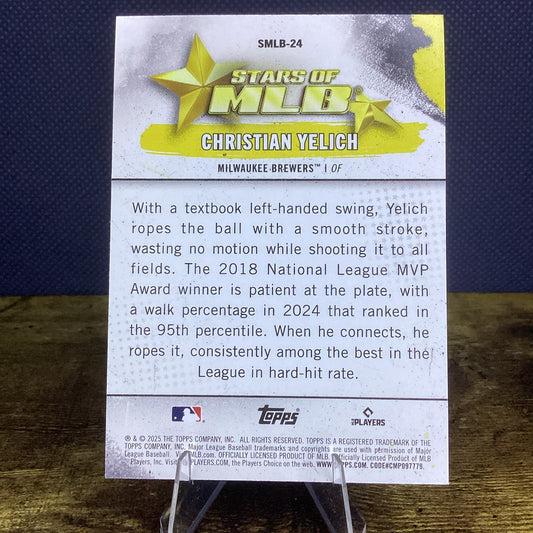 SMLB-24
STARS OF
MLB®
CHRISTIAN YELICH
MILWAUKEE BREWERS™ | OF
With a textbook left-handed swing, Yelich
ropes the ball with a smooth stroke,
wasting no motion while shooting it to all
fields. The 2018 National League MVP
Award winner is patient at the plate, with
a walk percentage in 2024 that ranked in
the 95th percentile. When he connects, he
ropes it, consistently among the best in the
League in hard-hit rate.
topps
PLAYERS
® & © 2025 THE TOPPS COMPANY, INC. ALL RIGHTS RESERVED. TOPPS IS A REGISTERED TRADEMARK OF THE
TOPPS COMPANY, INC. Major League Baseball trademarks and copyrights are used with permission of Major
League Baseball. Visit MLB.com. OFFICIALLY LICENSED PRODUCT OF MLB Officially Licensed Product of MLB
Players, Inc. Visit PLAYERS.COM, the Players Choice on the web. WWW.TOPPS.COM. CODE#CMP097779.